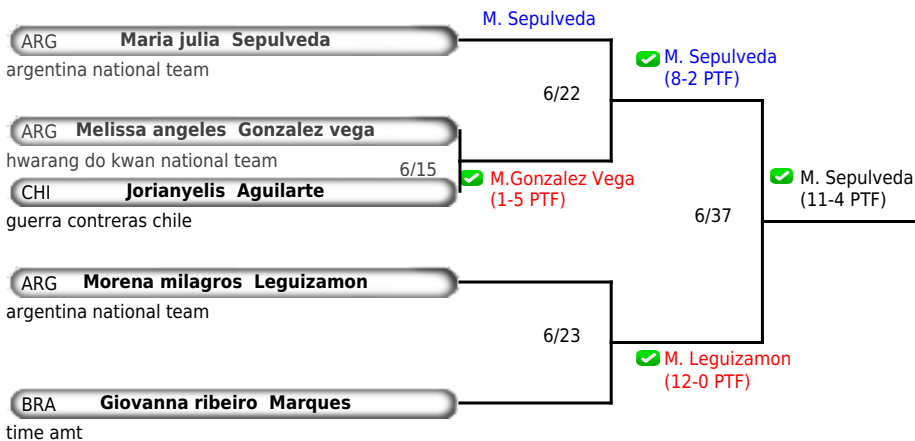 M. Sepulveda
ARG Maria julia Sepulveda
argentina national team
M. Sepulveda
(8-2 PTF)
6/22
ARG Melissa angeles Gonzalez vega
hwarang do kwan national team
6/15
CHI Jorianyelis Aguilarte
guerra contreras chile
M.Gonzalez Vega
(1-5 PTF)
M. Sepulveda
(11-4 PTF)
6/37
ARG Morena milagros Leguizamon
argentina national team
6/23
M. Leguizamon
(12-0 PTF)
BRA Giovanna ribeiro Marques
time amt